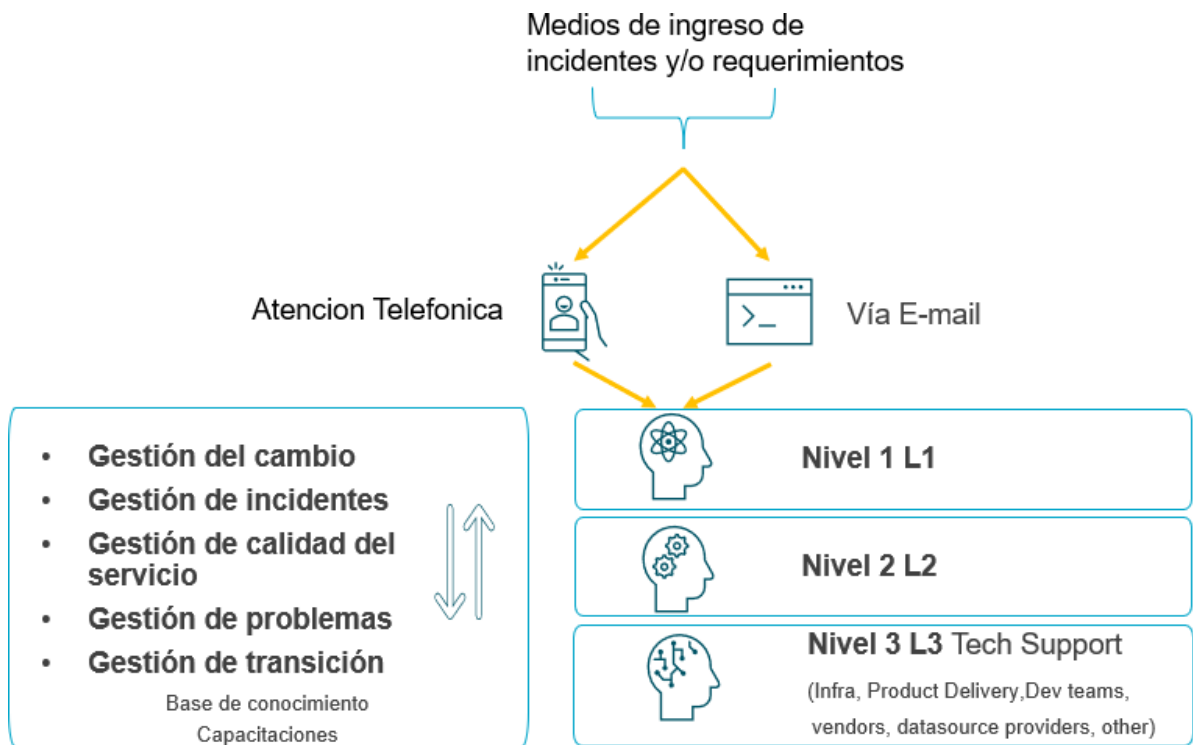 Medios de ingreso de
incidentes y/o requerimientos
Atencion Telefonica
Vía E-mail
• Gestión del cambio
• Gestión de incidentes
• Gestión de calidad del
servicio
• Gestión de problemas
• Gestión de transición
Base de conocimiento
Capacitaciones
Nivel 1 L1
Nivel 2 L2
Nivel 3 L3 Tech Support
(Infra, Product Delivery,Dev teams,
vendors, datasource providers, other)